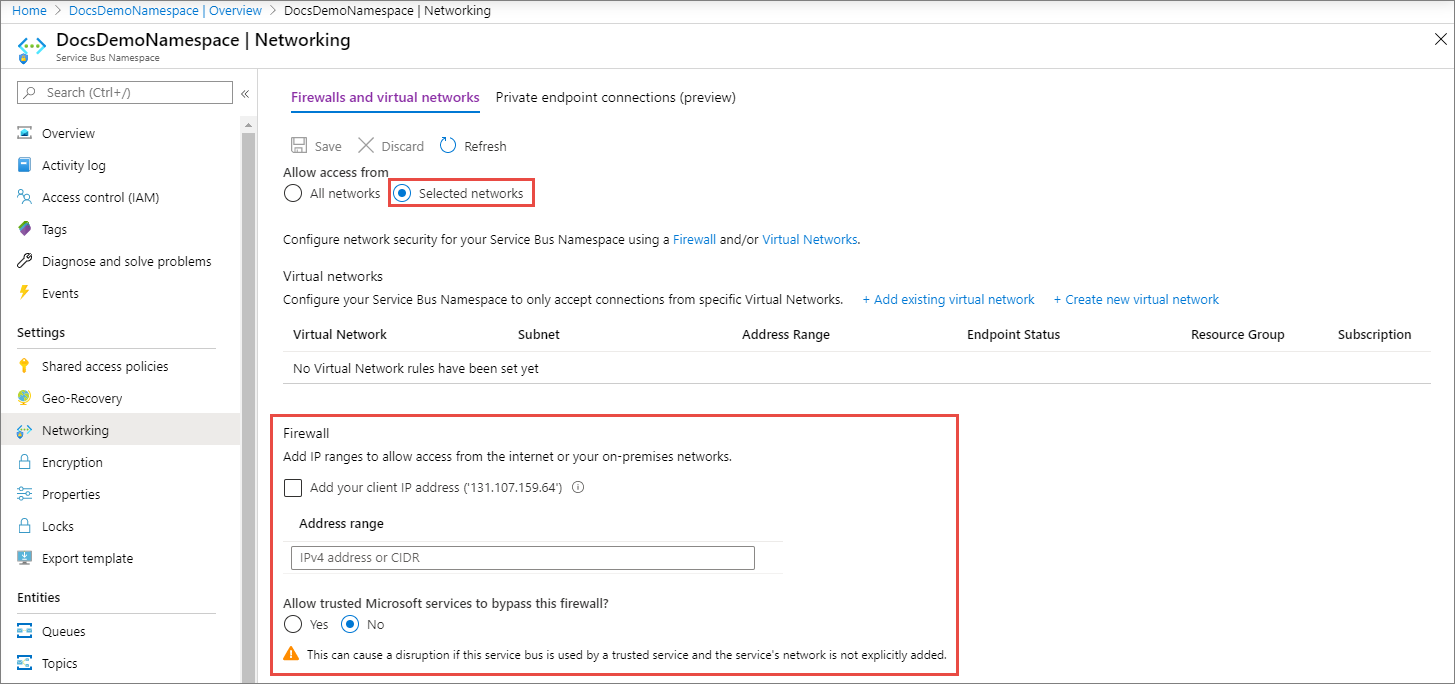 Home > DocsDemoNamespace | Overview > DocsDemoNamespace | Networking
DocsDemoNamespace | Networking
Service Bus Namespace
Search (Ctrl+/)
«
Overview
Activity log
Access control (IAM)
Tags
Diagnose and solve problems
Events
Settings
Shared access policies
Geo-Recovery
Networking
Encryption
Properties
Locks
Export template
Entities
Queues
Topics
Firewalls and virtual networks Private endpoint connections (preview)
Save Discard Refresh
Allow access from
All networks Selected networks
Configure network security for your Service Bus Namespace using a Firewall and/or Virtual Networks.
Virtual networks
Configure your Service Bus Namespace to only accept connections from specific Virtual Networks. + Add existing virtual network + Create new virtual network
Virtual Network Subnet Address Range Endpoint Status Resource Group Subscription
No Virtual Network rules have been set yet
Firewall
Add IP ranges to allow access from the internet or your on-premises networks.
Add your client IP address ('131.107.159.64')
Address range
IPv4 address or CIDR
Allow trusted Microsoft services to bypass this firewall?
Yes No
This can cause a disruption if this service bus is used by a trusted service and the service's network is not explicitly added.